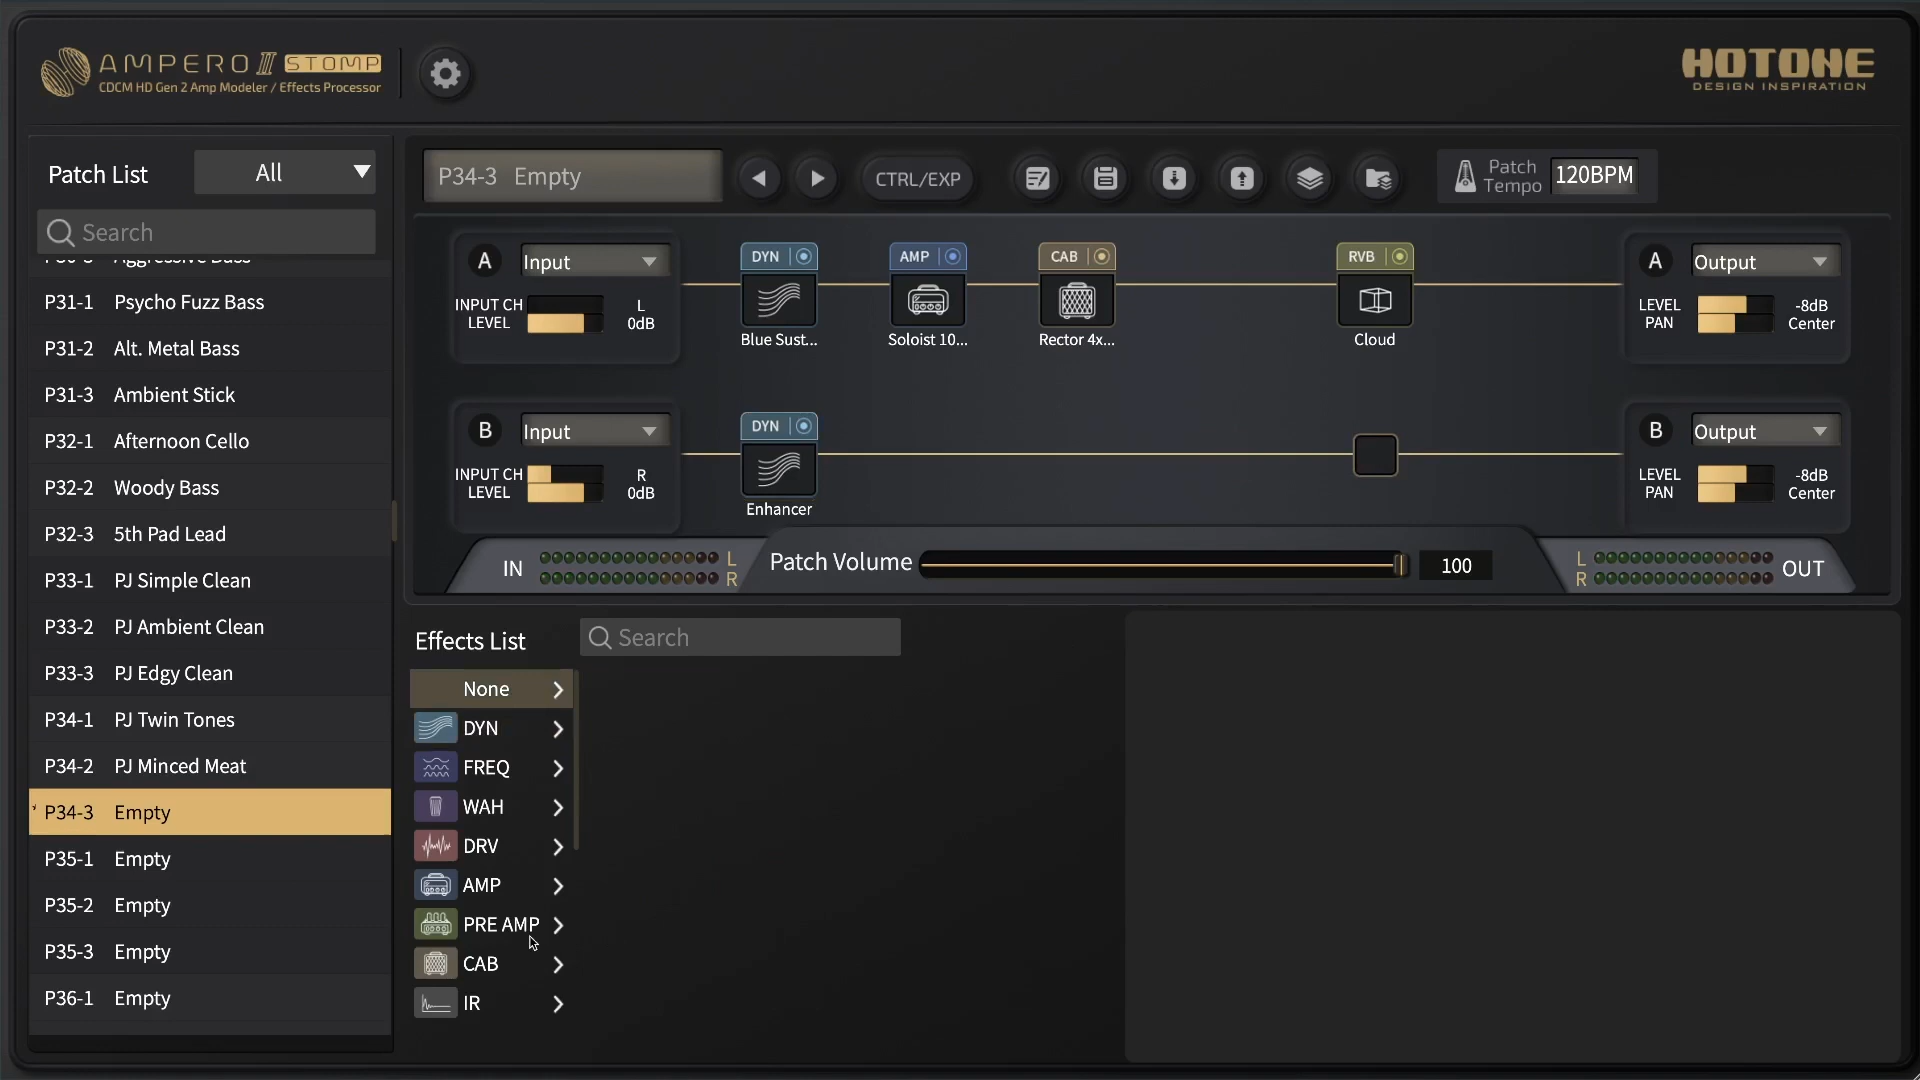 AMPERO II STOMP
CDCM HD Gen 2 Amp Modeler / Effects Processor
HOTONE
DESIGN INSPIRATION
Patch List
All
Search
P31-1 Psycho Fuzz Bass
P31-2 Alt. Metal Bass
P31-3 Ambient Stick
P32-1 Afternoon Cello
P32-2 Woody Bass
P32-3 5th Pad Lead
P33-1 PJ Simple Clean
P33-2 PJ Ambient Clean
P33-3 PJ Edgy Clean
P34-1 PJ Twin Tones
P34-2 PJ Minced Meat
P34-3 Empty
P35-1 Empty
P35-2 Empty
P35-3 Empty
P36-1 Empty
P34-3 Empty
CTRL/EXP
Patch
Tempo
120BPM
A Input
INPUT CH L
LEVEL 0dB
DYN
Blue Sust...
AMP
Soloist 10...
CAB
Rector 4x...
RVB
Cloud
A Output
LEVEL -8dB
PAN Center
B Input
INPUT CH R
LEVEL 0dB
DYN
Enhancer
B Output
LEVEL -8dB
PAN Center
IN
L
R
Patch Volume
100
L
R
OUT
Effects List
Search
None
DYN
FREQ
WAH
DRV
AMP
PRE AMP
CAB
IR